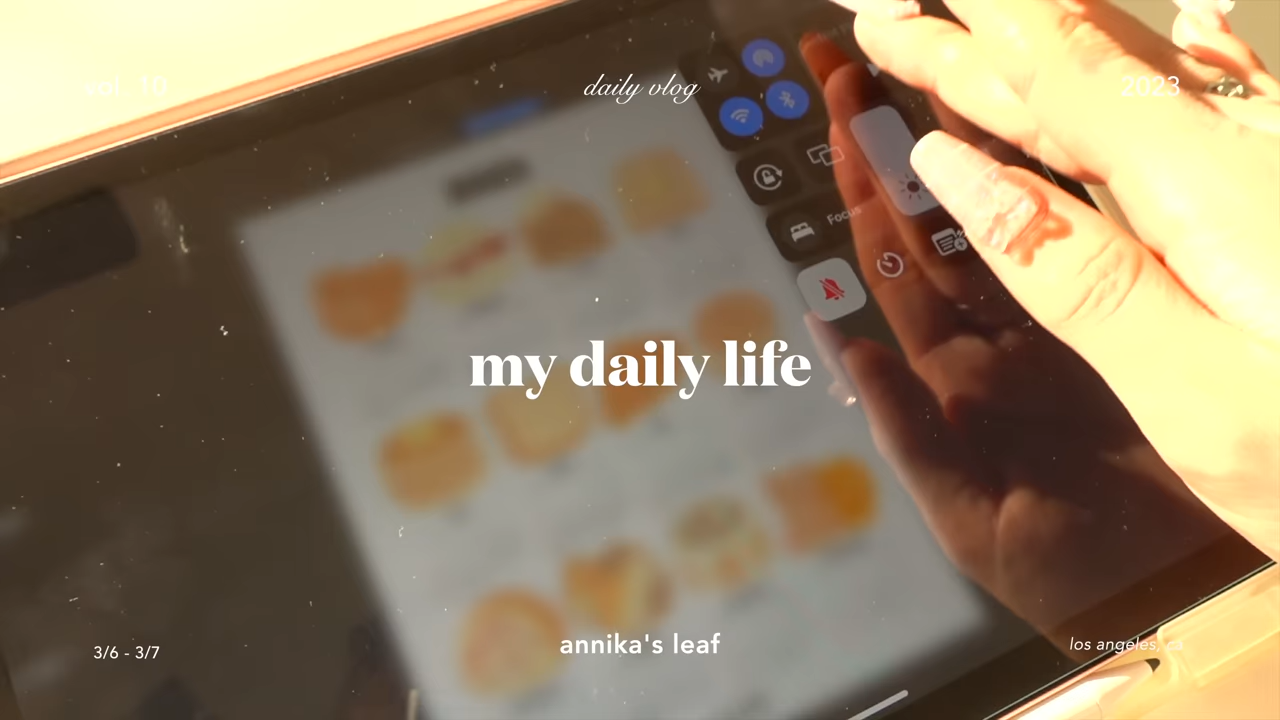 vol. 10
daily vlog
2023
Focus
my daily life
3/6 - 3/7
annika's leaf
los angeles, ca